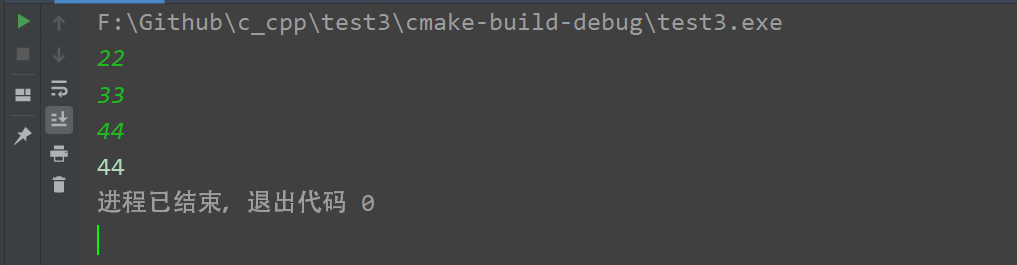 F:\Github\c_cpp\test3\cmake-build-debug\test3.exe
22
33
44
44
进程已结束，退出代码 0